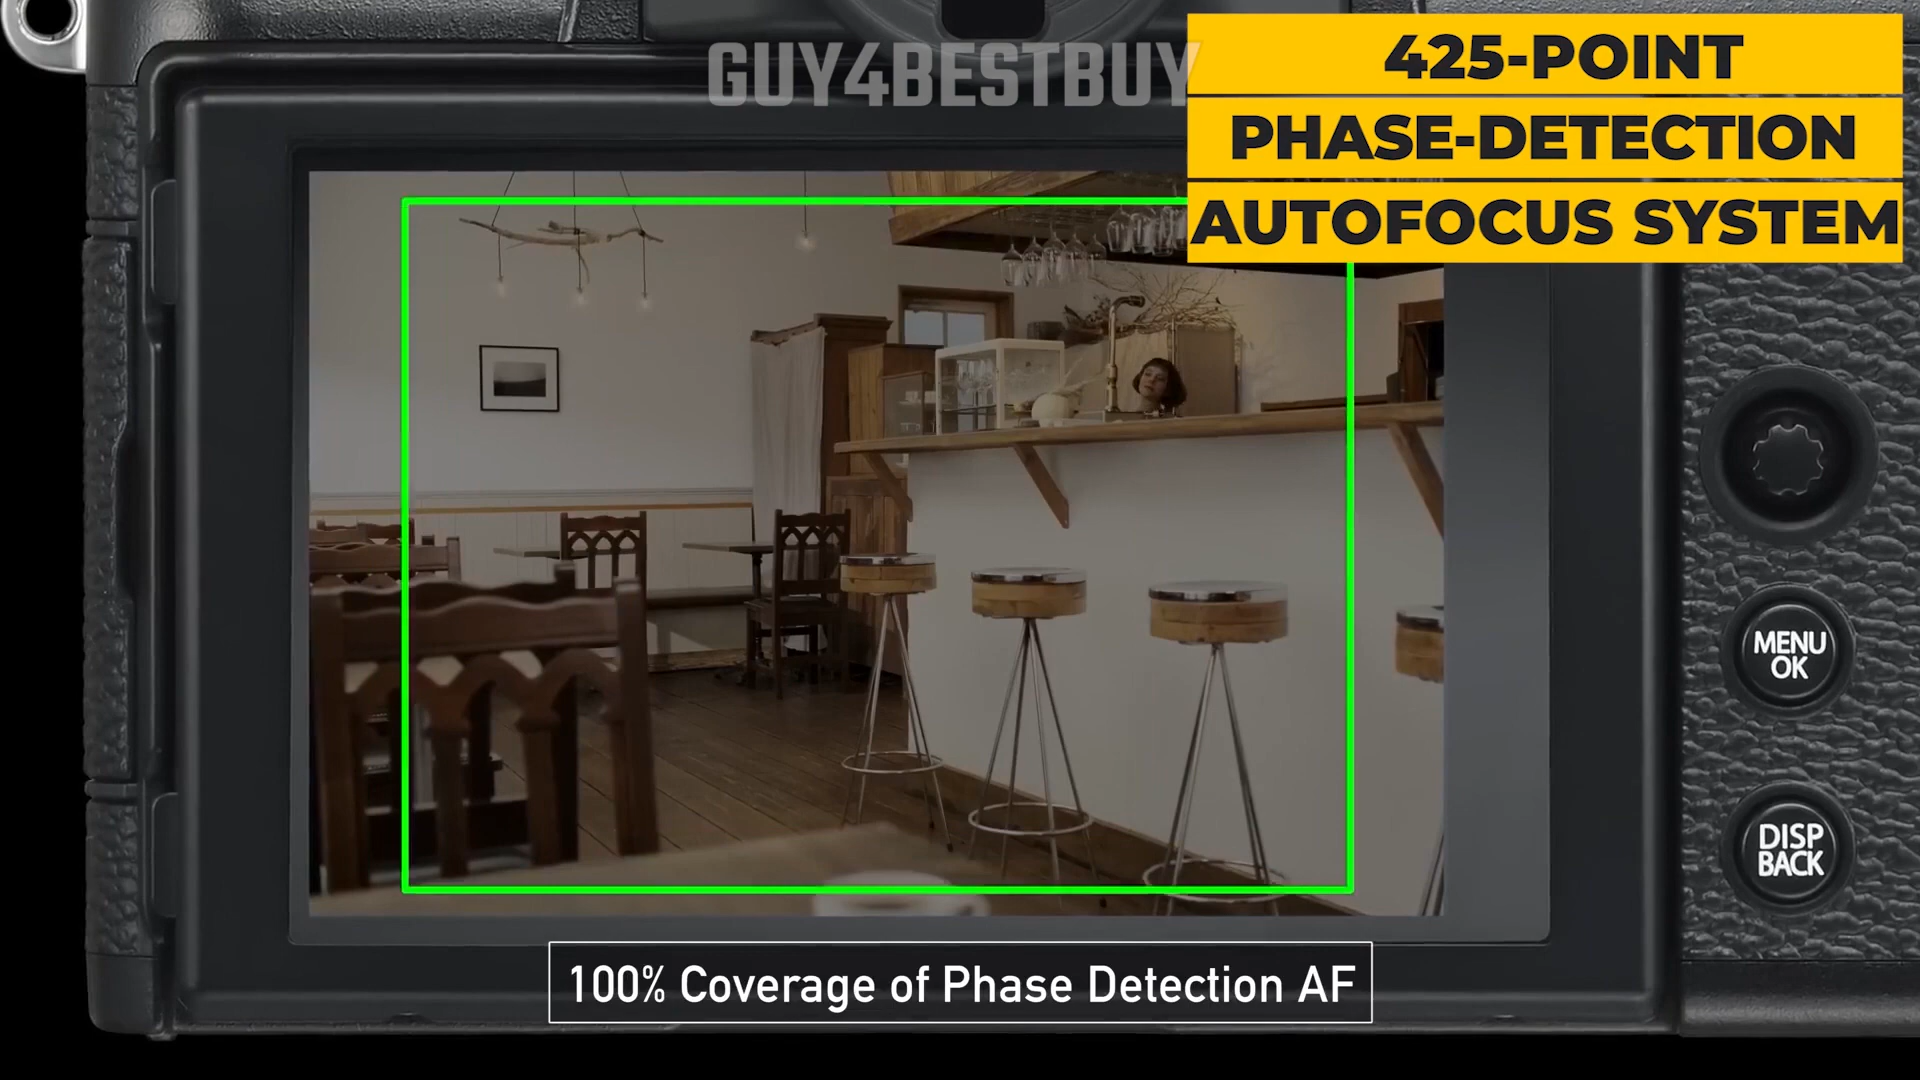 GUY4BESTBUY
425-POINT
PHASE-DETECTION
AUTOFOCUS SYSTEM
MENU
OK
DISP
BACK
100% Coverage of Phase Detection AF